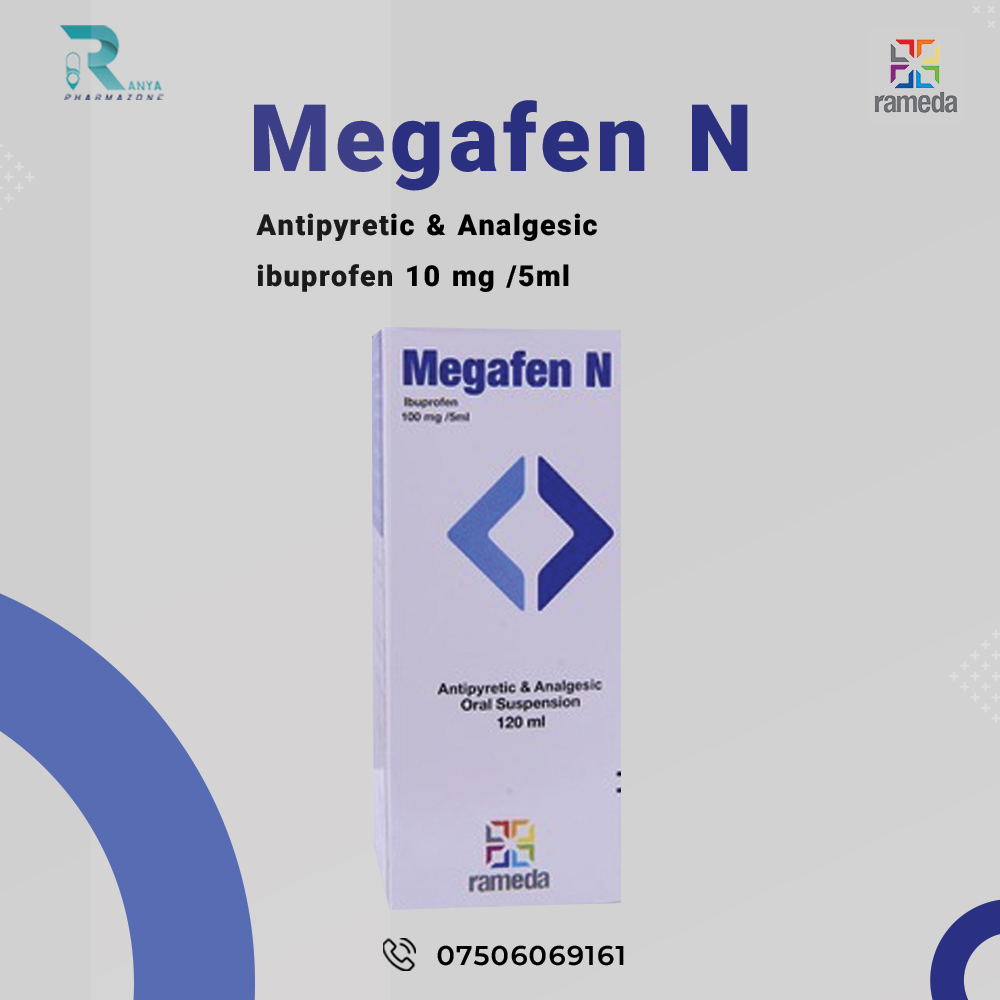 R
ANYA
PHARMAZONE
rameda
Megafen N
Antipyretic & Analgesic
ibuprofen 10 mg /5ml
Megafen N
Ibuprofen
100 mg /5ml
Antipyretic & Analgesic
Oral Suspension
120 ml
rameda
07506069161